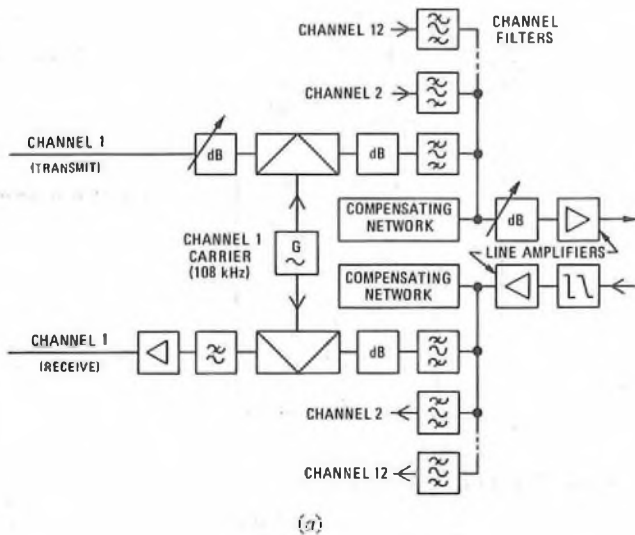 CHANNEL 12
CHANNEL
FILTERS
CHANNEL 2
CHANNEL 1
(TRANSMIT)
dB
dB
COMPENSATING
NETWORK
dB
CHANNEL 1
CARRIER
(108 kHz)
G
LINE AMPLIFIERS
COMPENSATING
NETWORK
CHANNEL 1
(RECEIVE)
dB
CHANNEL 2
CHANNEL 12
(a)